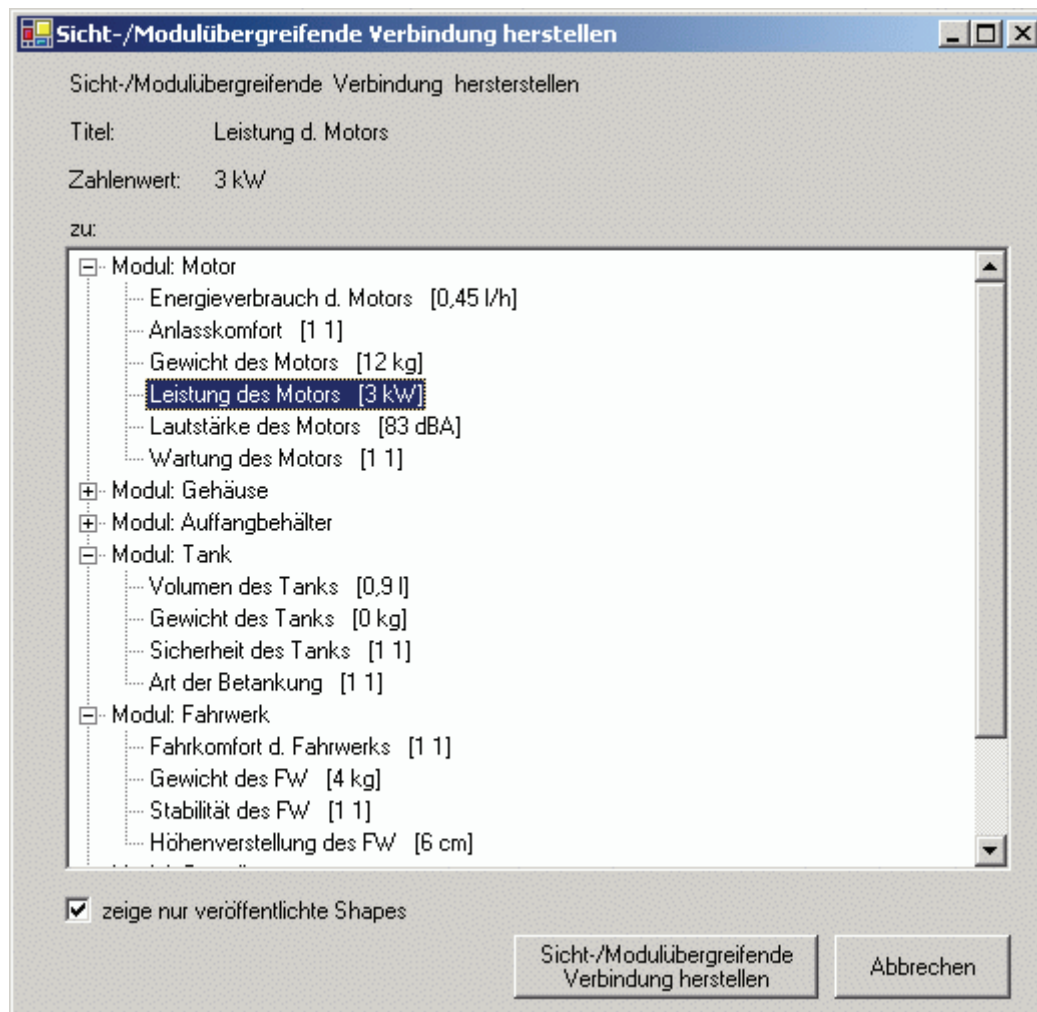 Sicht-/Modulübergreifende Verbindung herstellen
Sicht-/Modulübergreifende Verbindung hersterstellen
Titel: Leistung d. Motors
Zahlenwert: 3 kW
zu:
Modul: Motor
Energieverbrauch d. Motors [0,45 l/h]
Anlasskomfort [1 1]
Gewicht des Motors [12 kg]
Leistung des Motors [3 kW]
Lautstärke des Motors [83 dBA]
Wartung des Motors [1 1]
Modul: Gehäuse
Modul: Auffangbehälter
Modul: Tank
Volumen des Tanks [0,9 l]
Gewicht des Tanks [0 kg]
Sicherheit des Tanks [1 1]
Art der Betankung [1 1]
Modul: Fahrwerk
Fahrkomfort d. Fahrwerks [1 1]
Gewicht des FW [4 kg]
Stabilität des FW [1 1]
Höhenverstellung des FW [6 cm]
zeige nur veröffentlichte Shapes
Sicht-/Modulübergreifende
Verbindung herstellen
Abbrechen